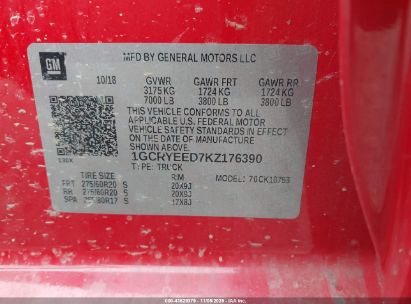 GM
MFD BY GENERAL MOTORS LLC
10/18 GVWR GAWR FRT GAWR RR
3175 KG 1724 KG 1724 KG
7000 LB 3800 LB 3800 LB
THIS VEHICLE CONFORMS TO ALL
APPLICABLE U.S. FEDERAL MOTOR
VEHICLE SAFETY STANDARDS IN EFFECT
ON THE DATE OF MANUFACTURE
SHOWN ABOVE.
1GCRYEED7KZ176390
TYPE: TRUCK
TIRE SIZE RIM
FRT 275/60R20 S 20X9J
RR 275/60R20 S 20X9J
SPA S 17X8J